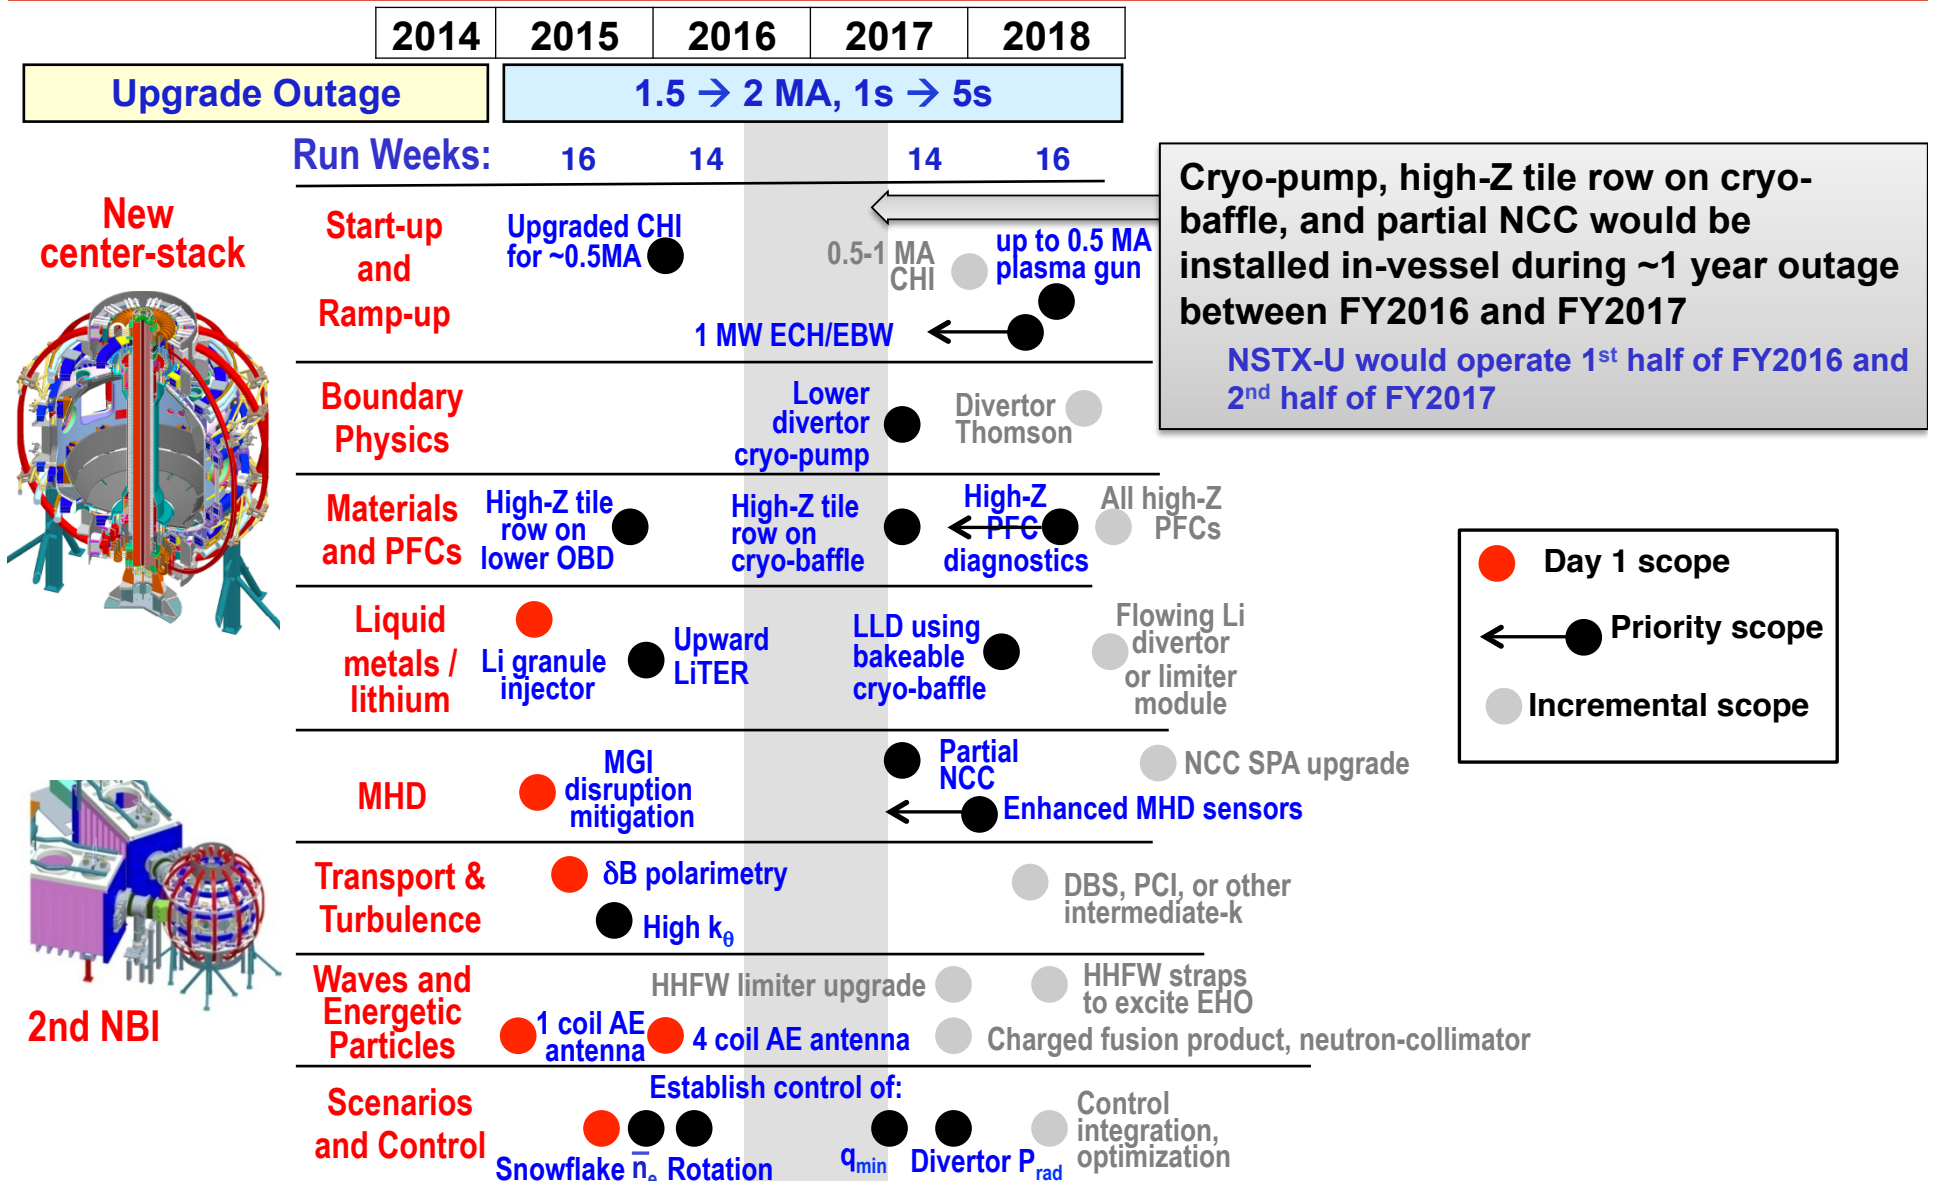 2014 2015 2016 2017 2018
Upgrade Outage
1.5 → 2 MA, 1s → 5s
Run Weeks: 16 14 14 16
New
center-stack
2nd NBI
Start-up
and
Ramp-up
Upgraded CHI
for ~0.5MA
0.5-1 MA
CHI
up to 0.5 MA
plasma gun
1 MW ECH/EBW
Cryo-pump, high-Z tile row on cryo-
baffle, and partial NCC would be
installed in-vessel during ~1 year outage
between FY2016 and FY2017
NSTX-U would operate 1st half of FY2016 and
2nd half of FY2017
Boundary
Physics
Lower
divertor
cryo-pump
Divertor
Thomson
Materials
and PFCs
High-Z tile
row on
lower OBD
High-Z tile
row on
cryo-baffle
High-Z
PFC
diagnostics
All high-Z
PFCs
Liquid
metals /
lithium
Li granule
injector
Upward
LiTER
LLD using
bakeable
cryo-baffle
Flowing Li
divertor
or limiter
module
MHD
MGI
disruption
mitigation
Partial
NCC
Enhanced MHD sensors
NCC SPA upgrade
Transport &
Turbulence
δB polarimetry
High kθ
DBS, PCI, or other
intermediate-k
Waves and
Energetic
Particles
1 coil AE
antenna
4 coil AE antenna
HHFW limiter upgrade
HHFW straps
to excite EHO
Charged fusion product, neutron-collimator
Scenarios
and Control
Establish control of:
Snowflake n̅e Rotation
qmin Divertor Prad
Control
integration,
optimization
Day 1 scope
Priority scope
Incremental scope